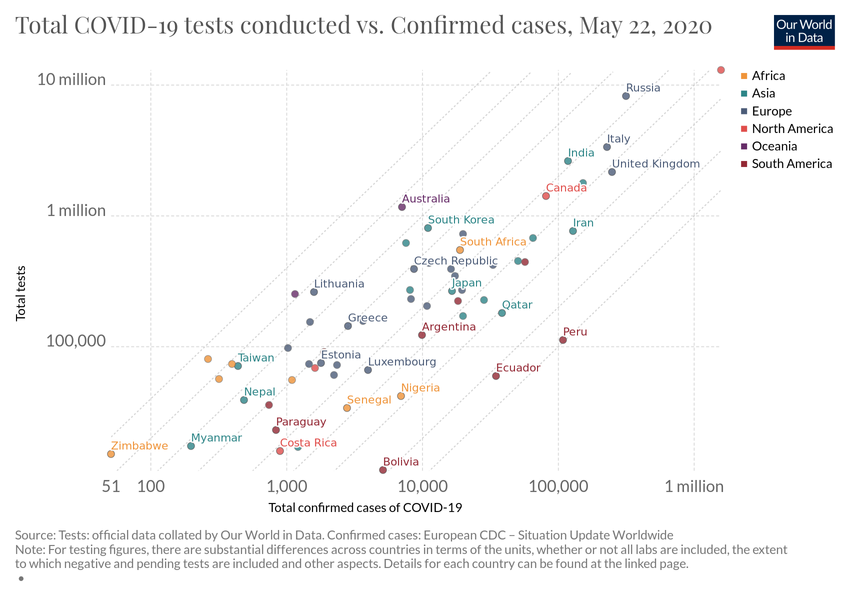 Total COVID-19 tests conducted vs. Confirmed cases, May 22, 2020
Our World
in Data
10 million
1 million
100,000
Total tests
51
100
1,000
10,000
100,000
1 million
Total confirmed cases of COVID-19
Russia
Italy
India
United Kingdom
Canada
Australia
South Korea
Iran
South Africa
Czech Republic
Lithuania
Japan
Qatar
Greece
Argentina
Peru
Taiwan
Estonia
Luxembourg
Ecuador
Nepal
Nigeria
Senegal
Paraguay
Zimbabwe
Myanmar
Costa Rica
Bolivia
Africa
Asia
Europe
North America
Oceania
South America
Source: Tests: official data collated by Our World in Data. Confirmed cases: European CDC – Situation Update Worldwide
Note: For testing figures, there are substantial differences across countries in terms of the units, whether or not all labs are included, the extent
to which negative and pending tests are included and other aspects. Details for each country can be found at the linked page.
•